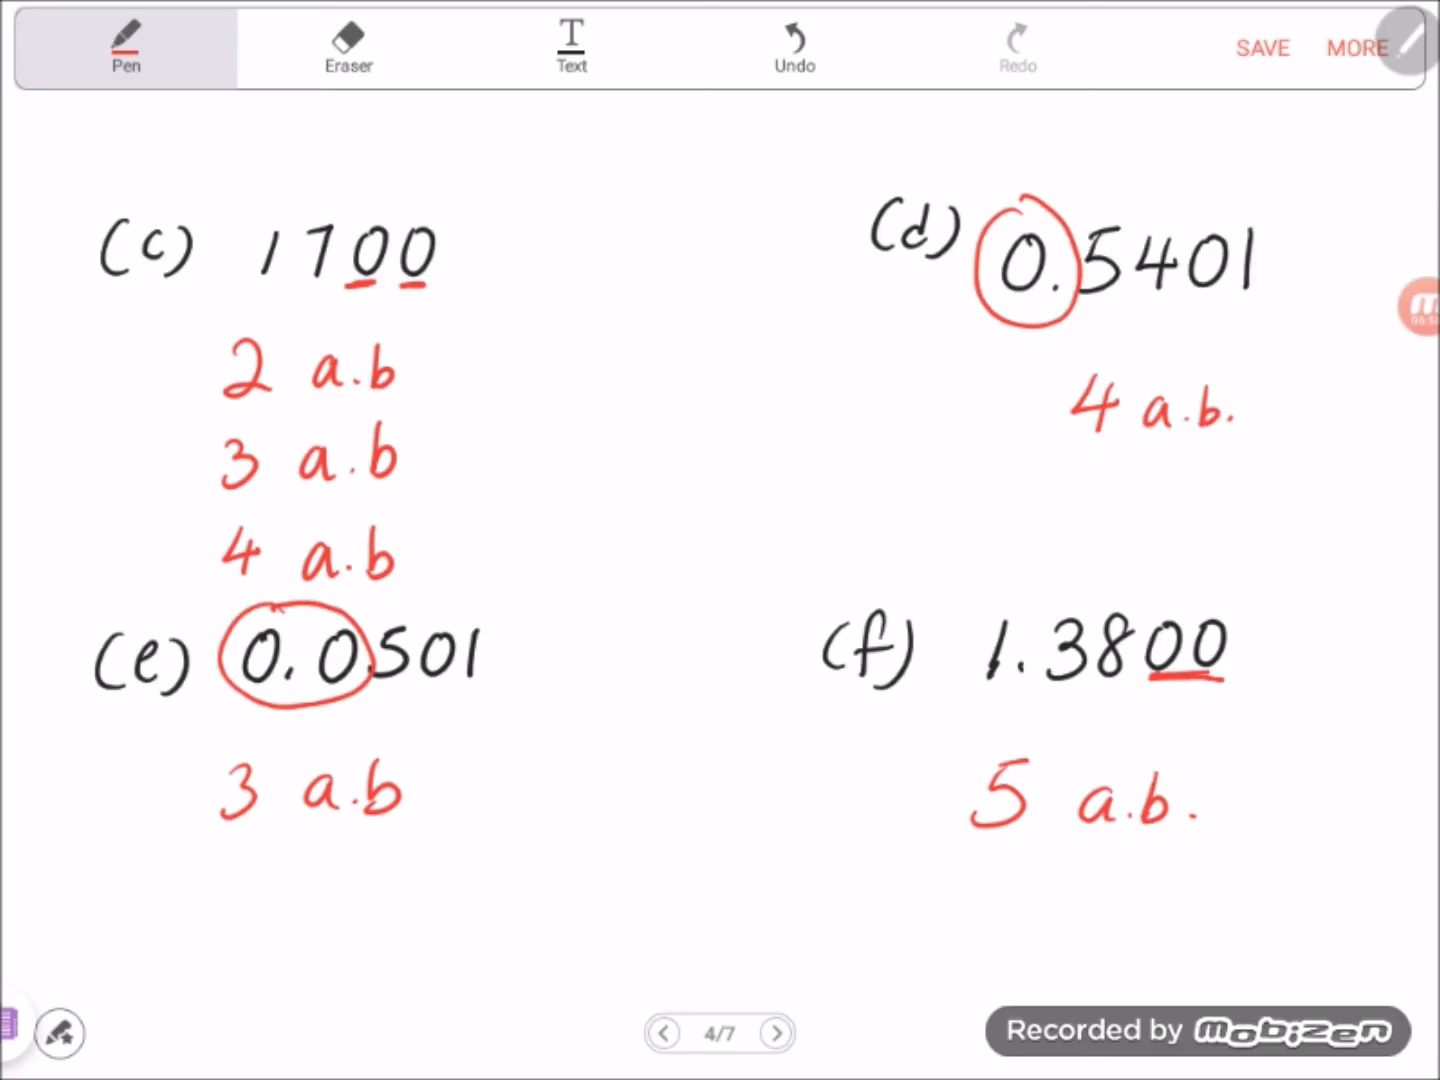 Pen
Eraser
Text
Undo
Redo
SAVE
MORE
(c) 1700
2 a.b
3 a.b
4 a.b
(d) 0.5401
4 a.b.
(e) 0.0501
3 a.b
(f) 1.3800
5 a.b.
4/7
Recorded by mobizen